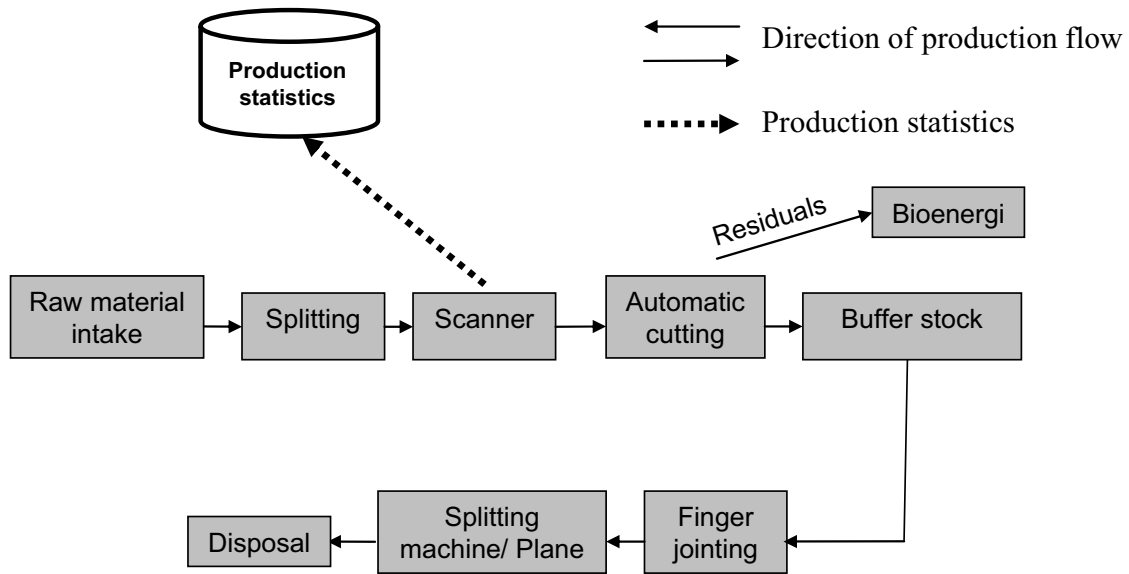 Production
statistics
Direction of production flow
Production statistics
Residuals
Bioenergi
Raw material
intake
Splitting
Scanner
Automatic
cutting
Buffer stock
Disposal
Splitting
machine/ Plane
Finger
jointing